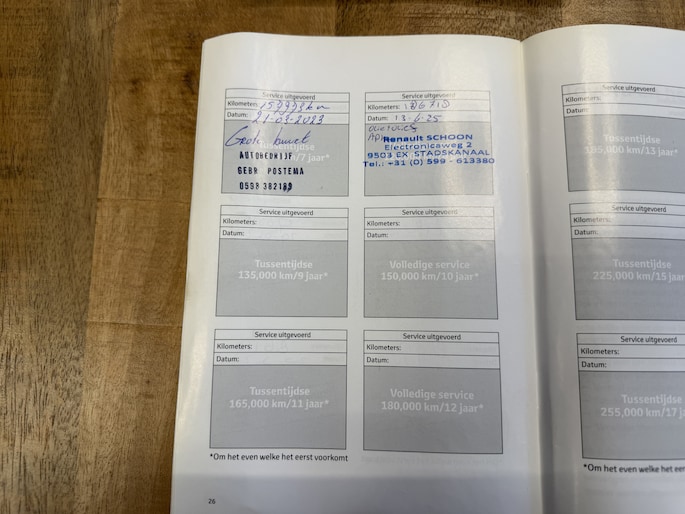 Service uitgevoerd
Kilometers:
Datum: 21-03-2023
Grote beurt
/7 jaar*
AUTOBEDRIJF
GEBR POSTEMA
0599 382189
Service uitgevoerd
Kilometers: 186710
Datum: 13-6-25
Renault SCHOON
Electronicaweg 2
9503 EX STADSKANAAL
Tel.: +31 (0) 599 - 613380
Service uitgevoerd
Kilometers:
Datum:
Tussentijdse
135,000 km/9 jaar*
Service uitgevoerd
Kilometers:
Datum:
Volledige service
150,000 km/10 jaar*
Service uitgevoerd
Kilometers:
Datum:
Tussentijdse
165,000 km/11 jaar*
Service uitgevoerd
Kilometers:
Datum:
Volledige service
180,000 km/12 jaar*
*Om het even welke het eerst voorkomt
26
Service uitgevoerd
Kilometers:
Datum:
Tussentijdse
195,000 km/13 jaar*
Service uitgevoerd
Kilometers:
Datum:
Tussentijdse
225,000 km/15 jaar
Service uitgevoerd
Kilometers:
Datum:
Tussentijdse
255,000 km/17
*Om het even welke het